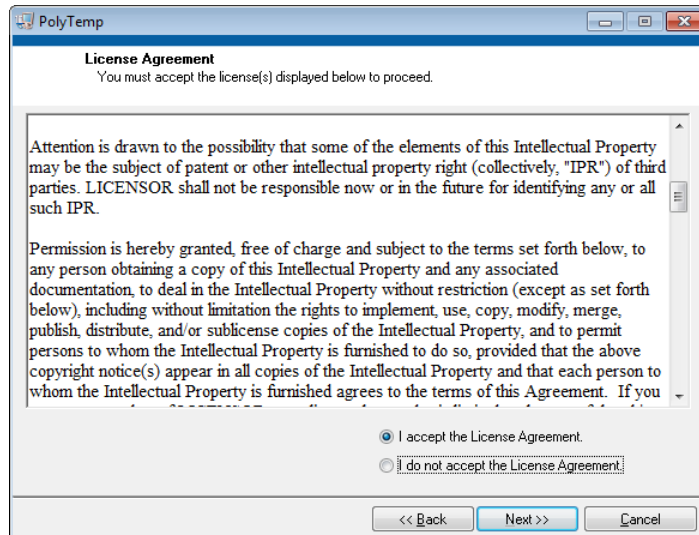 PolyTemp
License Agreement
You must accept the license(s) displayed below to proceed.
Attention is drawn to the possibility that some of the elements of this Intellectual Property
may be the subject of patent or other intellectual property right (collectively, "IPR") of third
parties. LICENSOR shall not be responsible now or in the future for identifying any or all
such IPR.
Permission is hereby granted, free of charge and subject to the terms set forth below, to
any person obtaining a copy of this Intellectual Property and any associated
documentation, to deal in the Intellectual Property without restriction (except as set forth
below), including without limitation the rights to implement, use, copy, modify, merge,
publish, distribute, and/or sublicense copies of the Intellectual Property, and to permit
persons to whom the Intellectual Property is furnished to do so, provided that the above
copyright notice(s) appear in all copies of the Intellectual Property and that each person to
whom the Intellectual Property is furnished agrees to the terms of this Agreement.  If you
I accept the License Agreement.
I do not accept the License Agreement.
<< Back
Next >>
Cancel